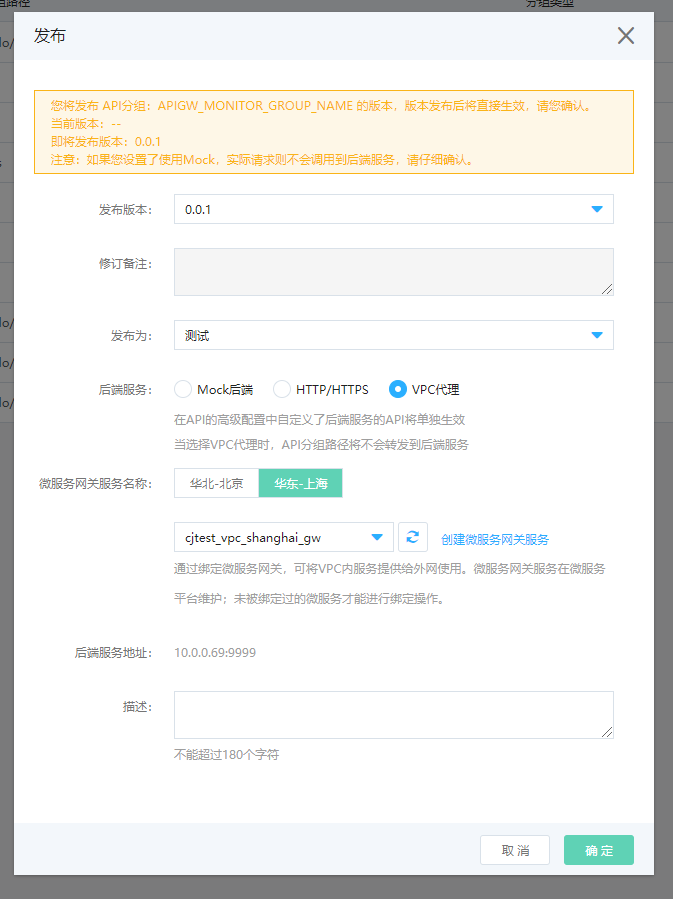 组路径
分组类型
发布
您将发布 API分组：APIGW_MONITOR_GROUP_NAME 的版本，版本发布后将直接生效，请您确认。
当前版本：--
即将发布版本：0.0.1
注意：如果您设置了使用Mock，实际请求则不会调用到后端服务，请仔细确认。
发布版本： 0.0.1
修订备注：
发布为： 测试
后端服务： Mock后端 HTTP/HTTPS VPC代理
在API的高级配置中自定义了后端服务的API将单独生效
当选择VPC代理时，API分组路径将不会转发到后端服务
微服务网关服务名称： 华北-北京 华东-上海
cjtest_vpc_shanghai_gw 创建微服务网关服务
通过绑定微服务网关，可将VPC内服务提供给外网使用。微服务网关服务在微服务
平台维护；未被绑定过的微服务才能进行绑定操作。
后端服务地址： 10.0.0.69:9999
描述：
不能超过180个字符
取消 确定